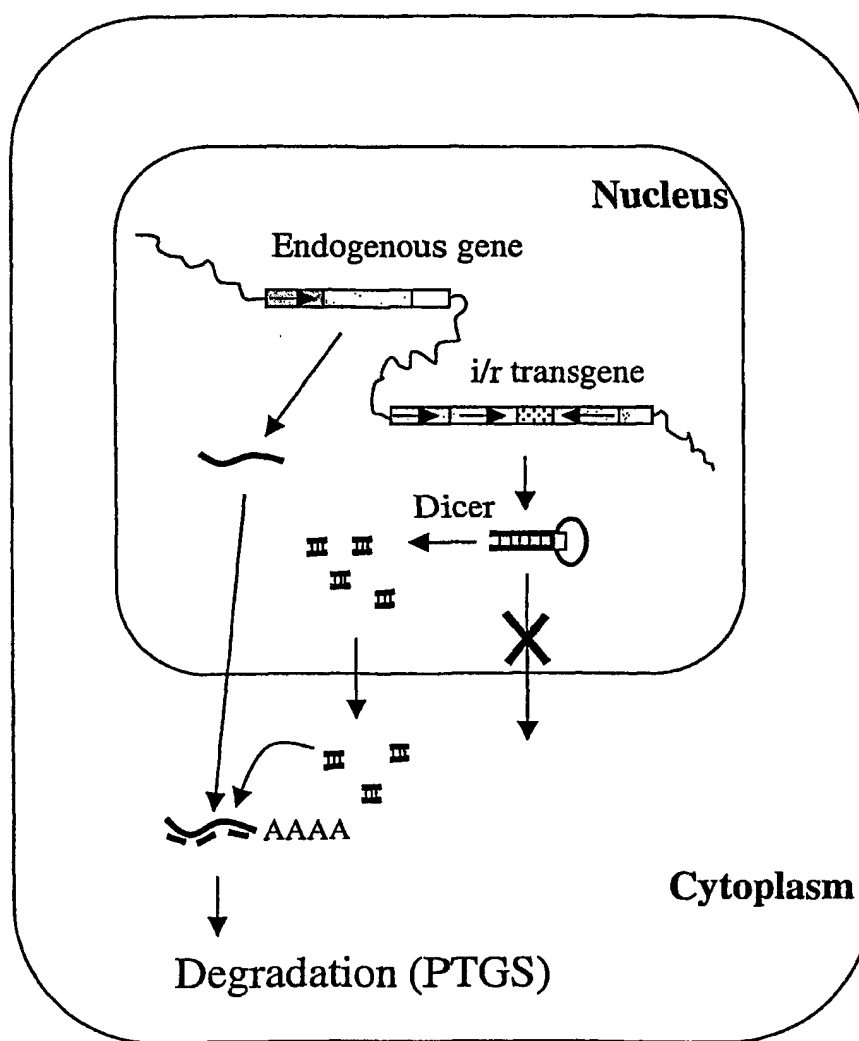 Nucleus
Endogenous gene
i/r transgene
Dicer
AAAA
Cytoplasm
Degradation (PTGS)